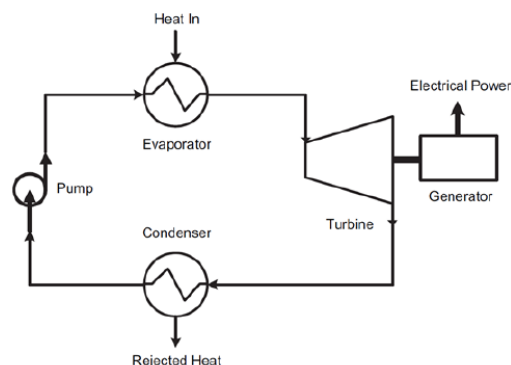 Heat In
Electrical Power
Evaporator
Pump
Generator
Turbine
Condenser
Rejected Heat